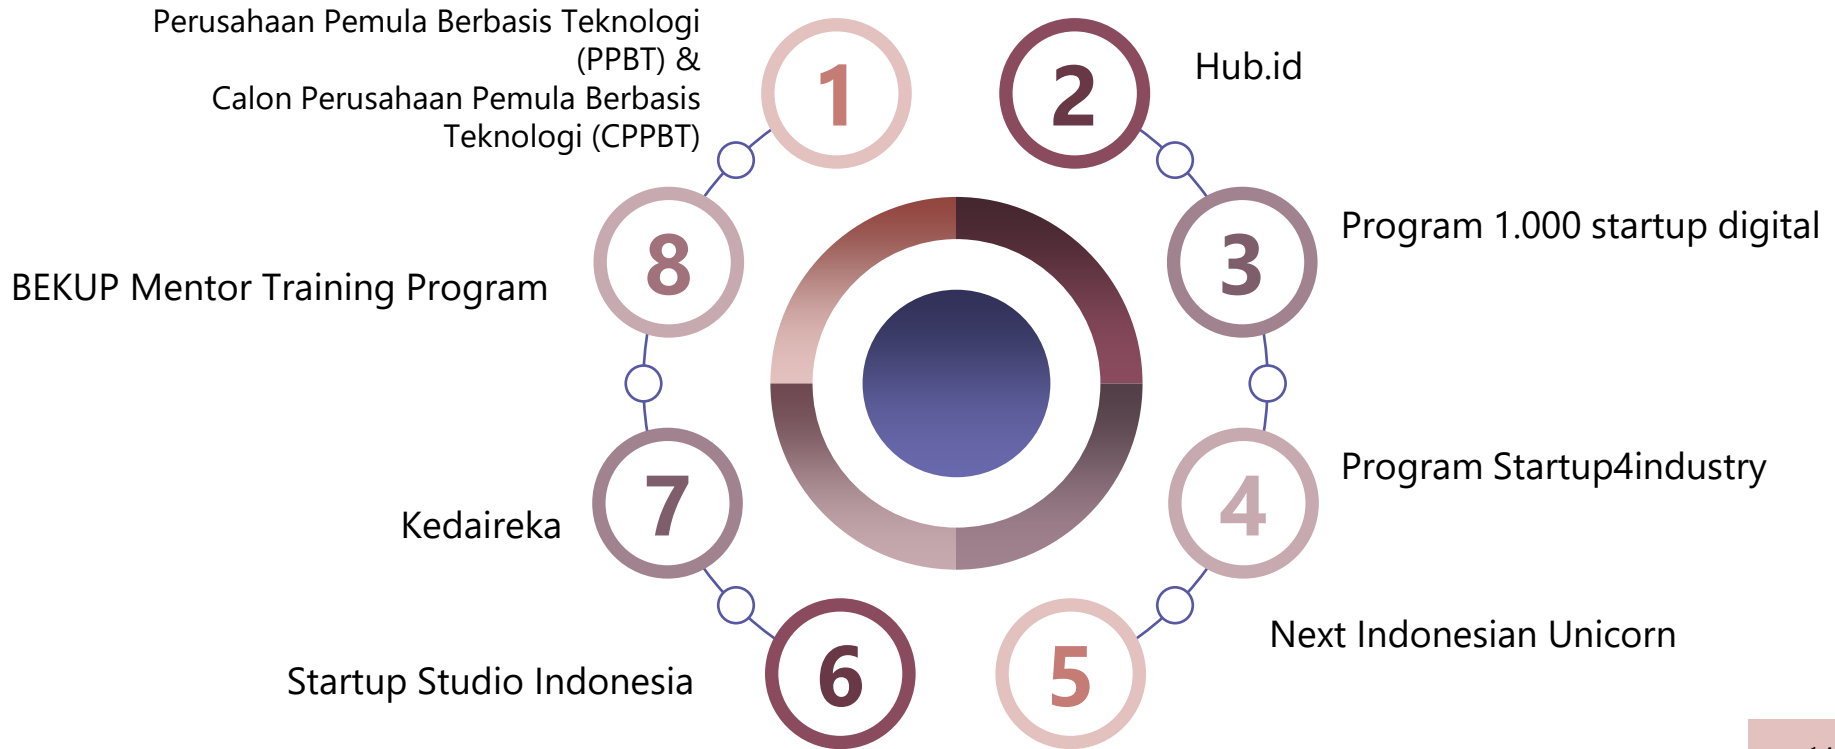 1
Perusahaan Pemula Berbasis Teknologi
(PPBT) &
Calon Perusahaan Pemula Berbasis
Teknologi (CPPBT)
2
Hub.id
3
Program 1.000 startup digital
4
Program Startup4industry
5
Next Indonesian Unicorn
6
Startup Studio Indonesia
7
Kedaireka
8
BEKUP Mentor Training Program